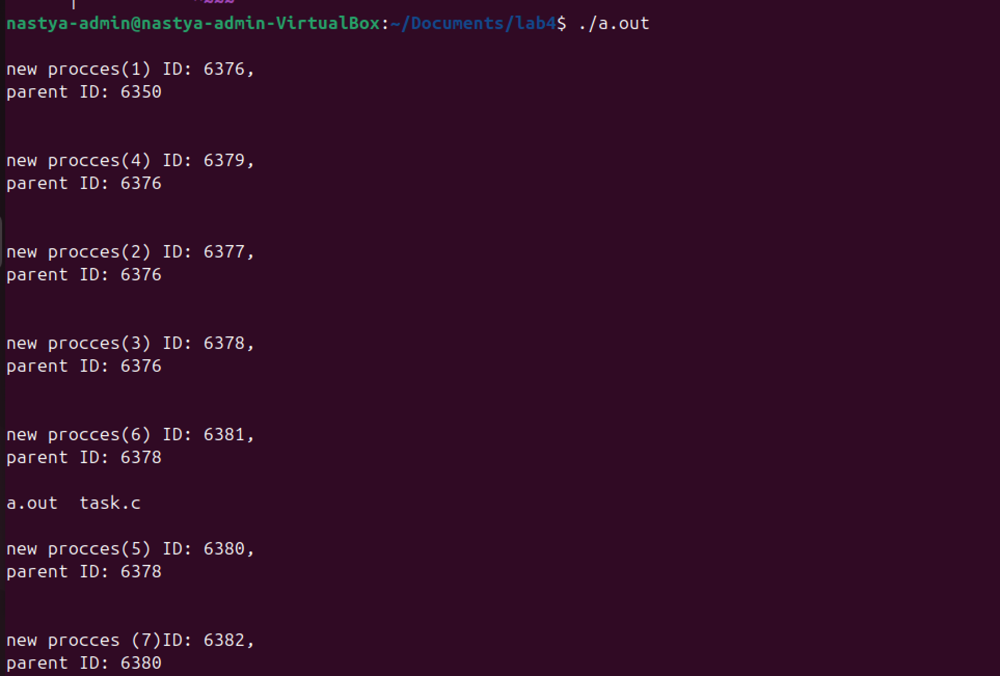 nastya-admin@nastya-admin-VirtualBox:~/Documents/lab4$ ./a.out
new procces(1) ID: 6376,
parent ID: 6350
new procces(4) ID: 6379,
parent ID: 6376
new procces(2) ID: 6377,
parent ID: 6376
new procces(3) ID: 6378,
parent ID: 6376
new procces(6) ID: 6381,
parent ID: 6378
a.out  task.c
new procces(5) ID: 6380,
parent ID: 6378
new procces (7)ID: 6382,
parent ID: 6380